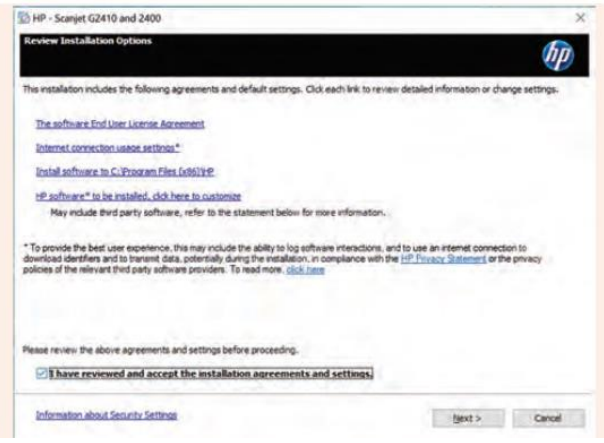 HP - Scanjet G2410 and 2400
Review Installation Options
hp
This installation includes the following agreements and default settings. Click each link to review detailed information or change settings.
The software End User License Agreement
Internet connection usage settings*
Install software to C:\Program Files (x86)\HP
HP software* to be installed, click here to customize
May include third party software, refer to the statement below for more information.
* To provide the best user experience, this may include the ability to log software interactions, and to use an internet connection to
download identifiers and to transmit data, potentially during the installation, in compliance with the HP Privacy Statement or the privacy
policies of the relevant third party software providers. To read more, click here
Please review the above agreements and settings before proceeding.
I have reviewed and accept the installation agreements and settings.
Information about Security Settings
Next >
Cancel